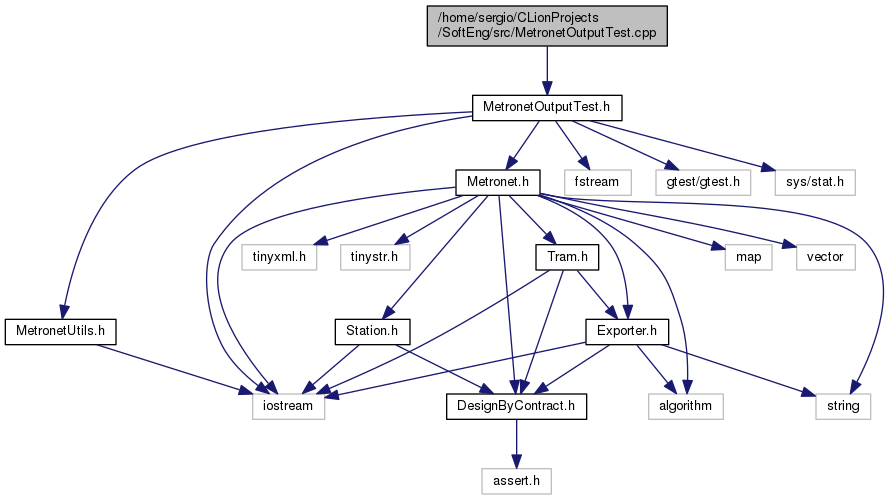 /home/sergio/CLionProjects
/SoftEng/src/MetronetOutputTest.cpp
MetronetOutputTest.h
Metronet.h
fstream
gtest/gtest.h
sys/stat.h
tinyxml.h
tinystr.h
Tram.h
map
vector
MetronetUtils.h
Station.h
Exporter.h
iostream
DesignByContract.h
algorithm
string
assert.h